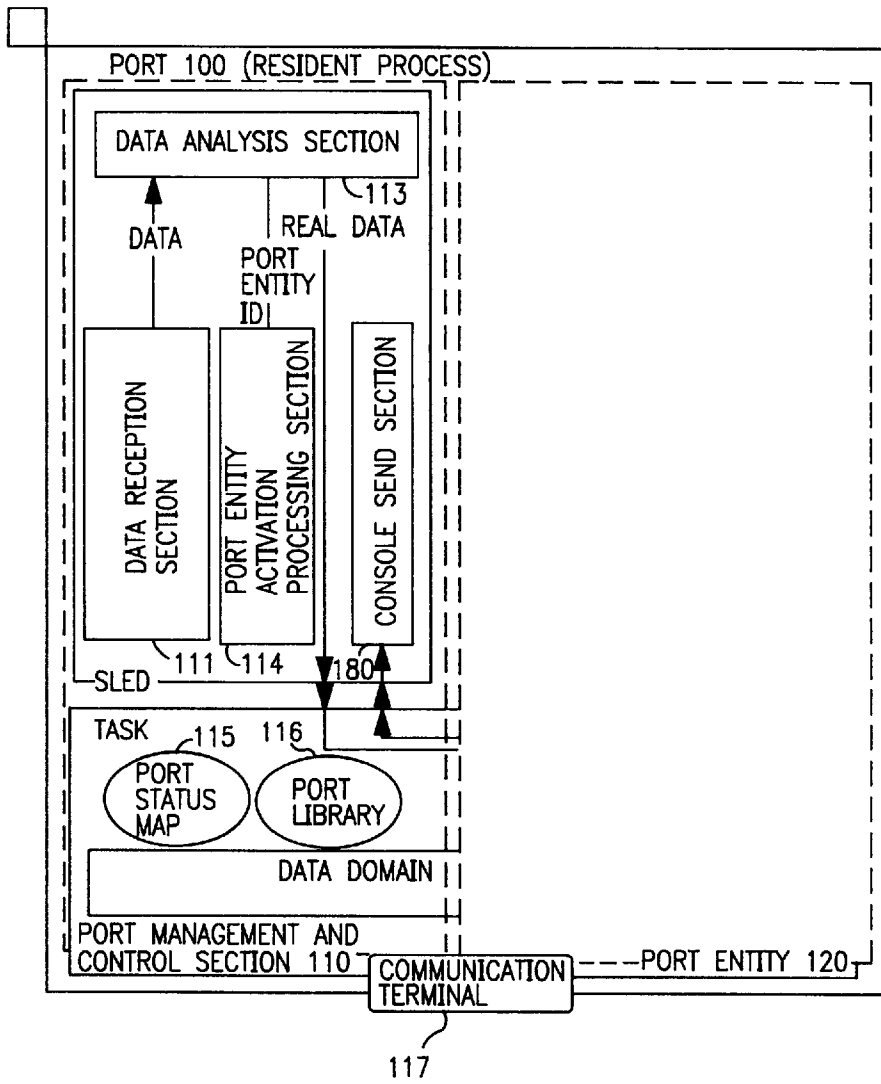 PORT 100 (RESIDENT PROCESS)
DATA ANALYSIS SECTION
113
DATA
REAL DATA
PORT
ENTITY
ID
DATA RECEPTION
SECTION
PORT ENTITY
ACTIVATION
PROCESSING SECTION
CONSOLE SEND SECTION
111
114
180
SLED
TASK
115
116
PORT
STATUS
MAP
PORT
LIBRARY
DATA DOMAIN
PORT MANAGEMENT AND
CONTROL SECTION 110
COMMUNICATION
TERMINAL
PORT ENTITY 120
117